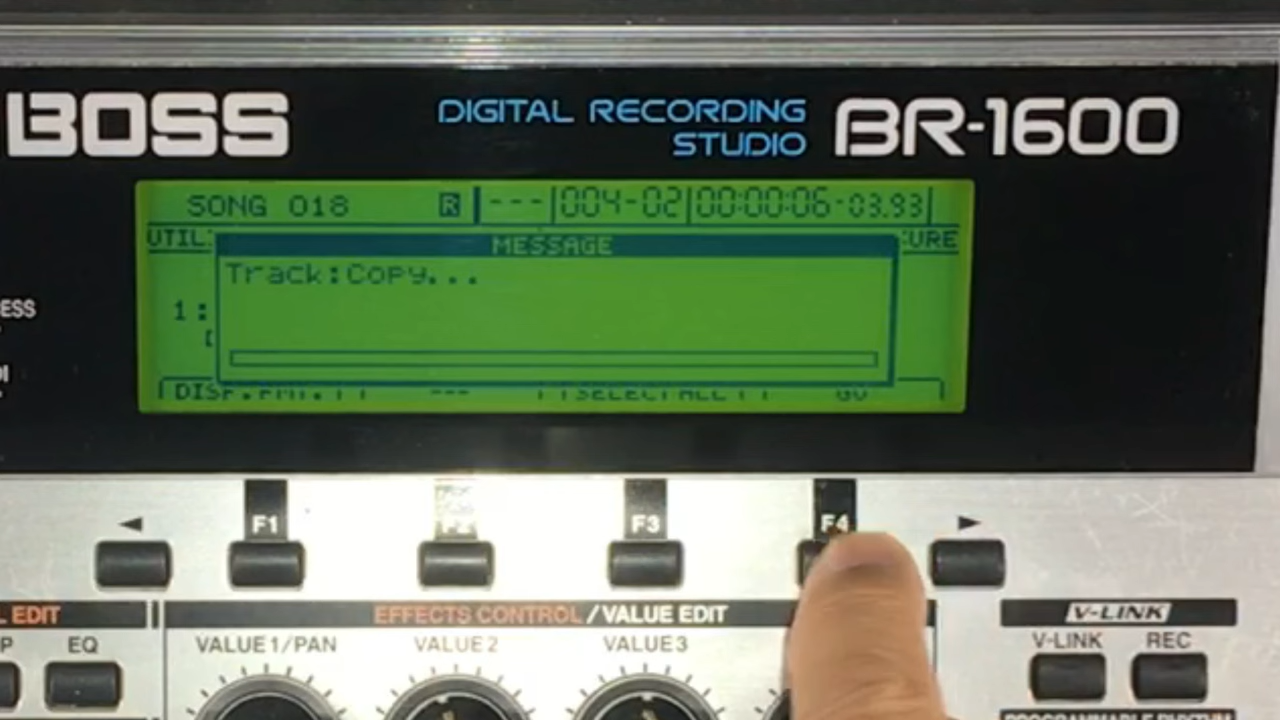 BOSS
DIGITAL RECORDING
STUDIO
BR-1600
SONG 018 R --- 004-02 00:00:06-03.93
UTIL: :URE
MESSAGE
Track:Copy...
1:
ESS
--- SELECT ALL GO
F1 F3 F4
L EDIT
EFFECTS CONTROL / VALUE EDIT
V-LINK
P EQ
VALUE 1/PAN VALUE 2 VALUE 3
V-LINK REC